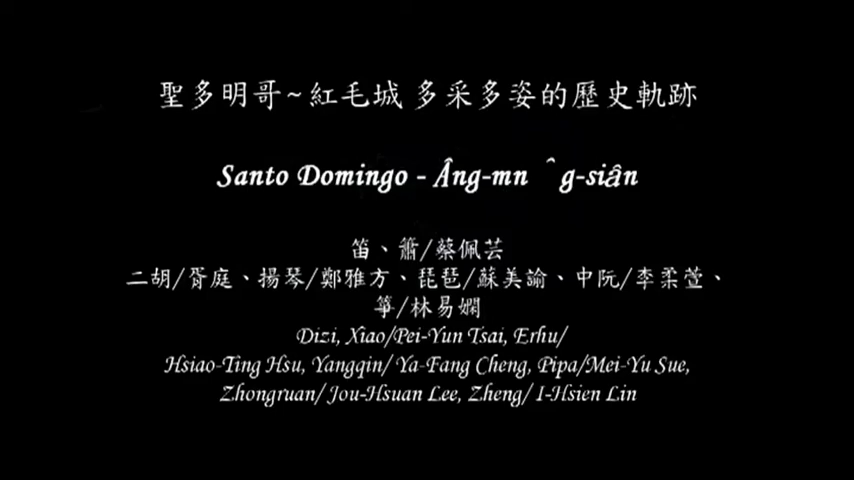 聖多明哥~紅毛城 多采多姿的歷史軌跡
Santo Domingo - Âng-mn ˆg-siân
笛、簫/蔡佩芸
二胡/胥庭、揚琴/鄭雅方、琵琶/蘇美諭、中阮/李柔萱、
箏/林易嫻
Dizi, Xiao/Pei-Yun Tsai, Erhu/
Hsiao-Ting Hsu, Yangqin/ Ya-Fang Cheng, Pipa/Mei-Yu Sue,
Zhongruan/ Jou-Hsuan Lee, Zheng/ I-Hsien Lin